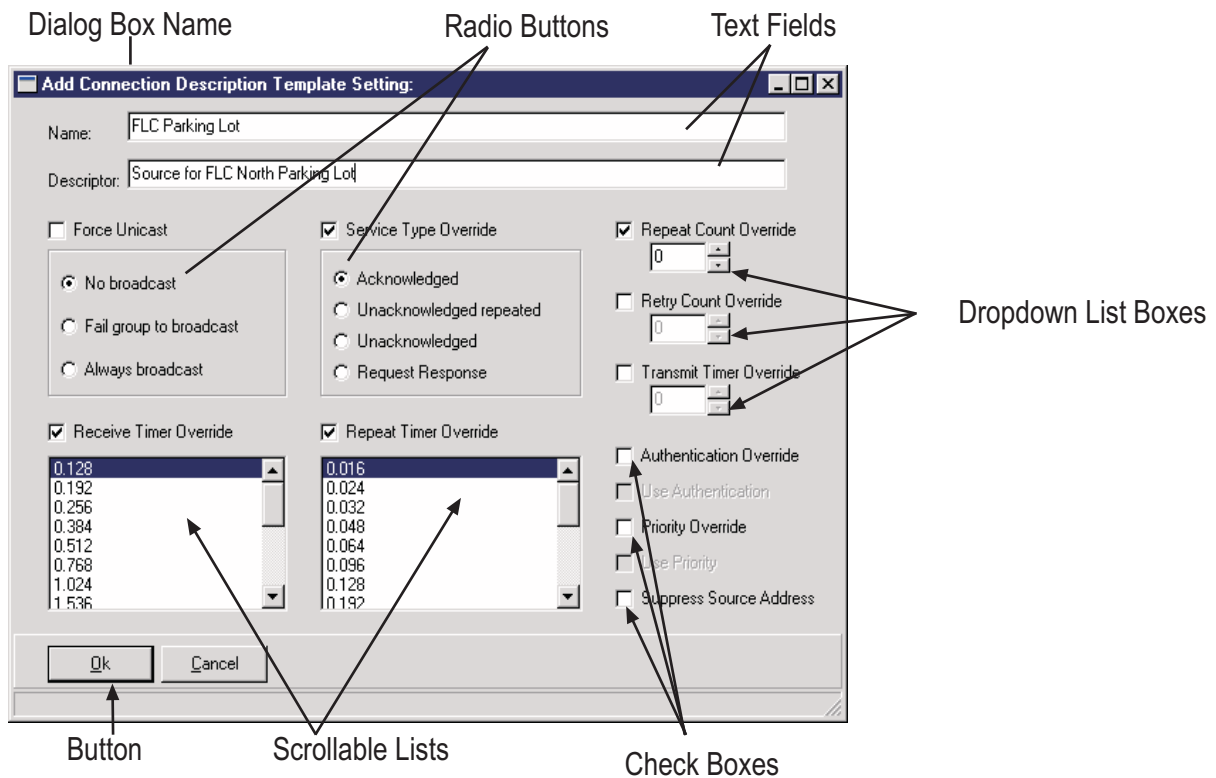 Dialog Box Name
Radio Buttons
Text Fields
Add Connection Description Template Setting:
Name: FLC Parking Lot
Descriptor: Source for FLC North Parking Lot
Force Unicast
No broadcast
Fail group to broadcast
Always broadcast
Service Type Override
Acknowledged
Unacknowledged repeated
Unacknowledged
Request Response
Repeat Count Override
0
Retry Count Override
0
Transmit Timer Override
0
Dropdown List Boxes
Receive Timer Override
0.128
0.192
0.256
0.384
0.512
0.768
1.024
1.536
Repeat Timer Override
0.016
0.024
0.032
0.048
0.064
0.096
0.128
0.192
Authentication Override
Use Authentication
Priority Override
Use Priority
Suppress Source Address
Ok
Cancel
Button
Scrollable Lists
Check Boxes